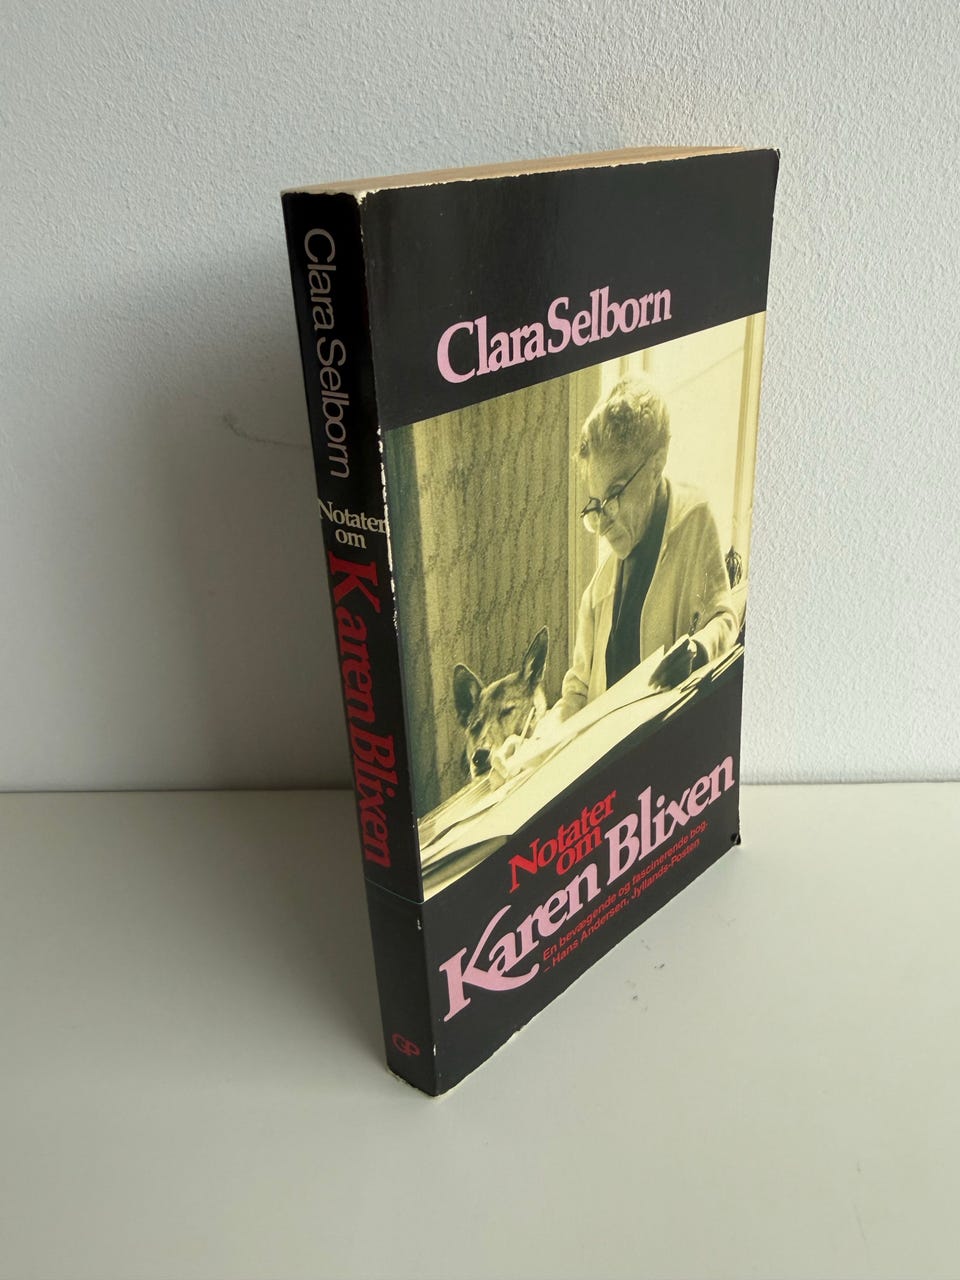 Clara Selborn
Notater
om
Karen Blixen
GP
Clara Selborn
Notater
om
Karen Blixen
En bevægende og fascinerende bog.
– Hans Andersen, Jyllands-Posten